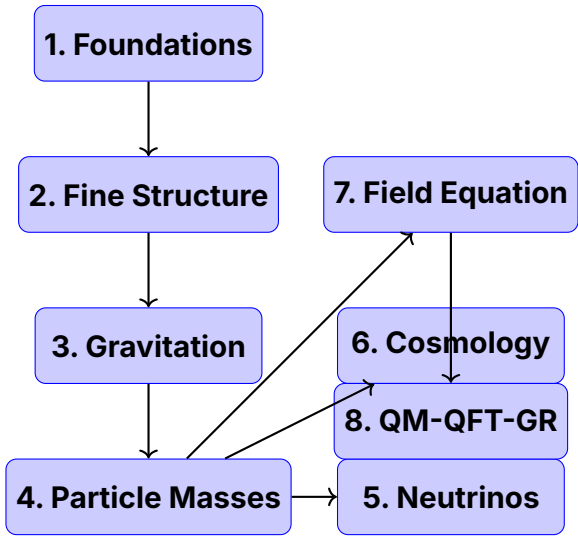 1. Foundations
2. Fine Structure
7. Field Equation
3. Gravitation
6. Cosmology
8. QM-QFT-GR
4. Particle Masses
5. Neutrinos